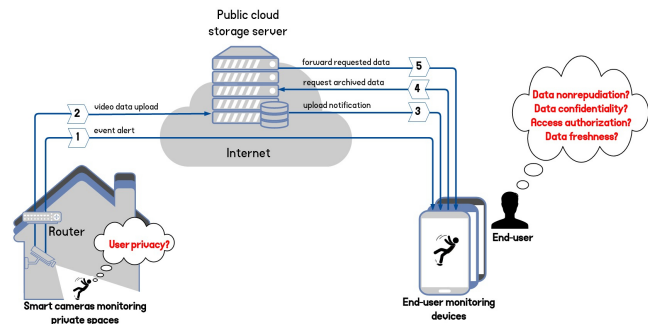 Public cloud
storage server
forward requested data
5
request archived data
4
2
video data upload
upload notification
3
1
event alert
Internet
Data nonrepudiation?
Data confidentiality?
Access authorization?
Data freshness?
Router
User privacy?
End-user
Smart cameras monitoring
private spaces
End-user monitoring
devices